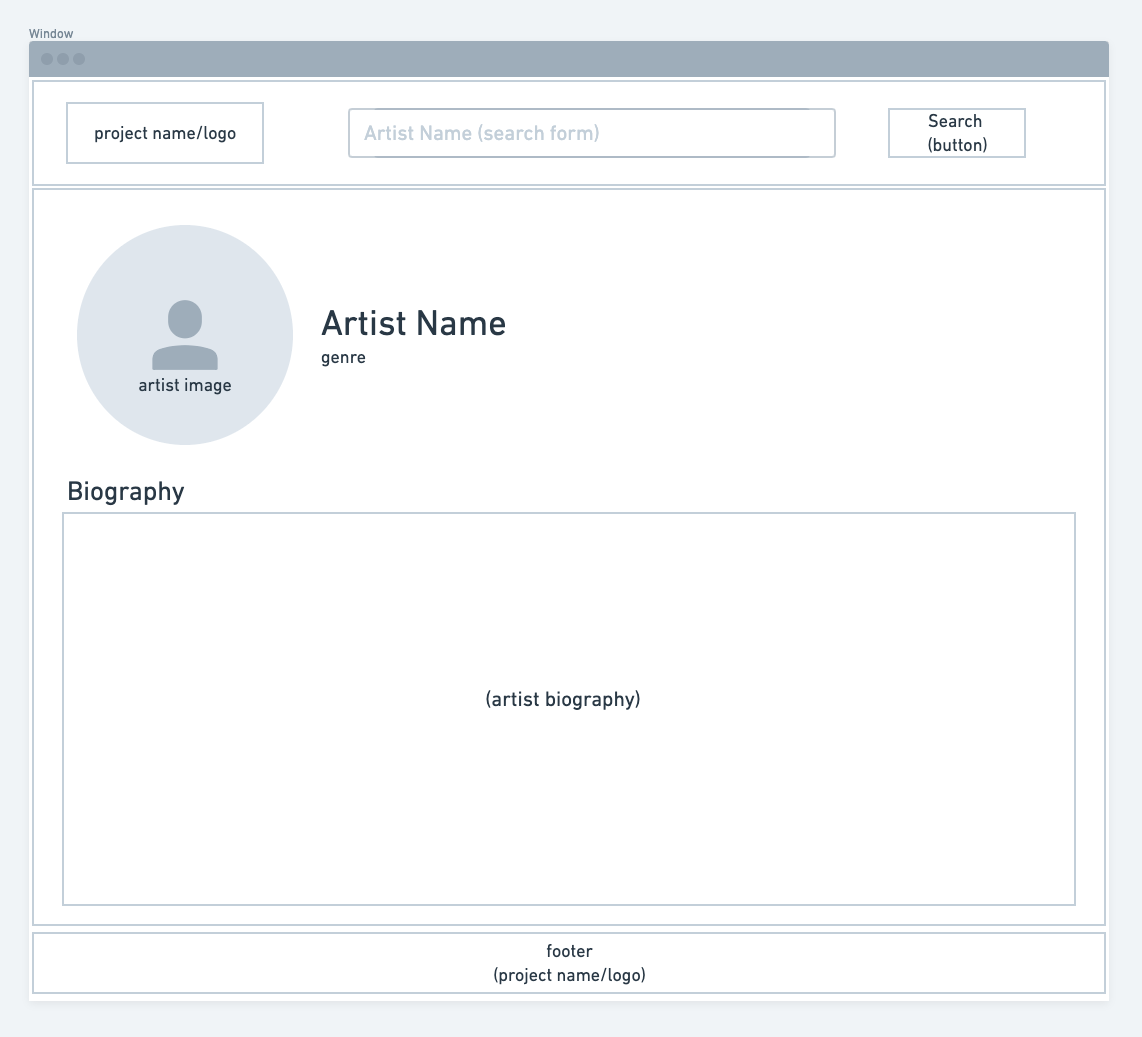 Window
project name/logo
Artist Name (search form)
Search
(button)
artist image
Artist Name
genre
Biography
(artist biography)
footer
(project name/logo)